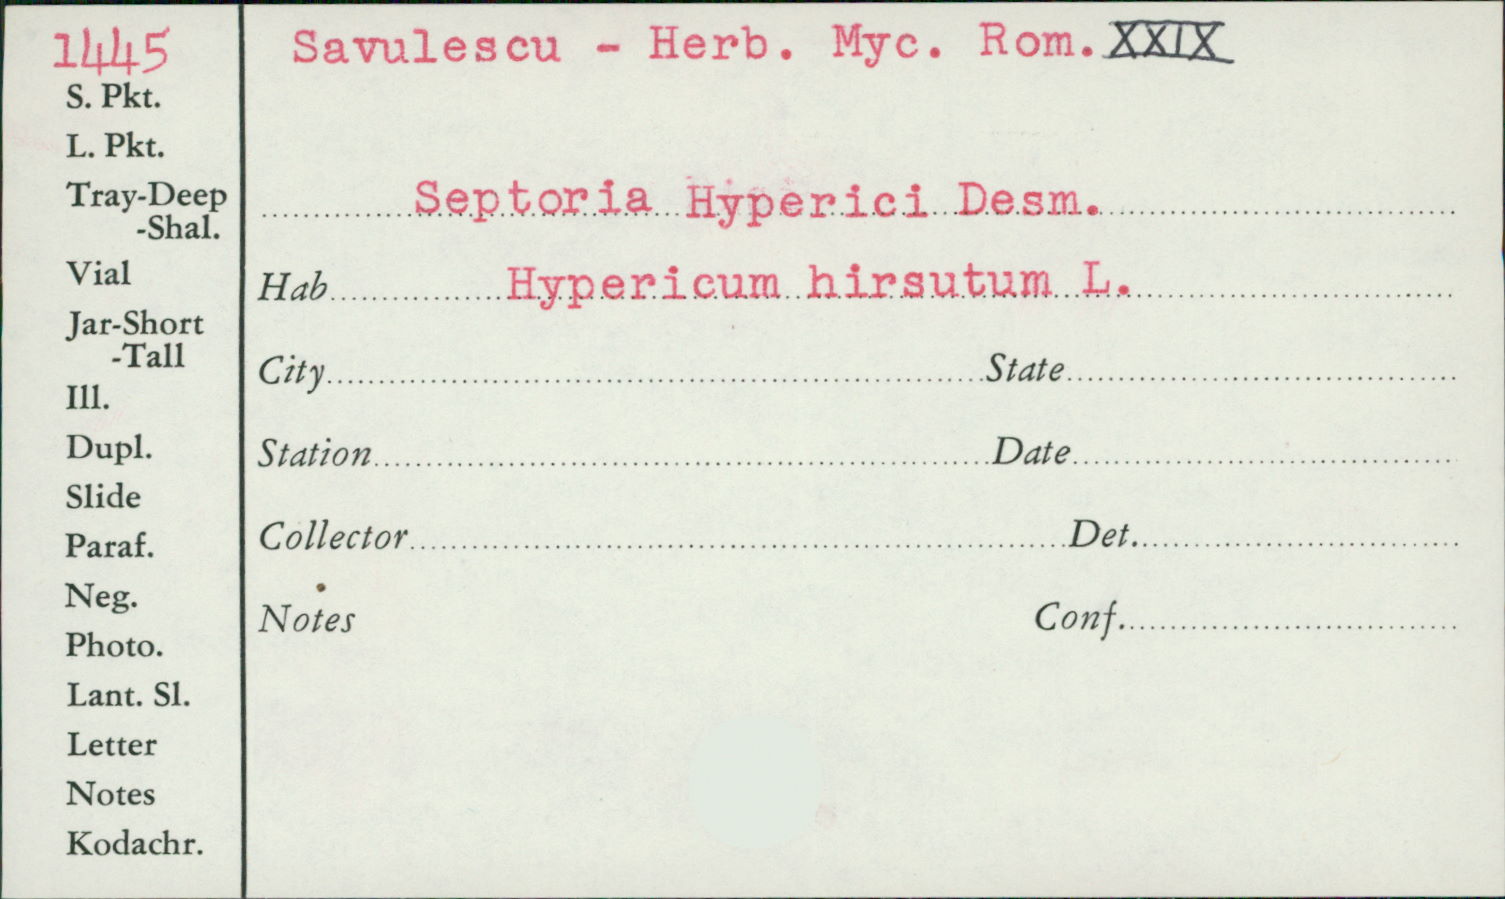 1445 Savulescu - Herb. Myc. Rom. XXIX
S. Pkt.
L. Pkt.
Tray-Deep
-Shal.
Septoria Hyperici Desm.
Vial
Hab Hypericum hirsutum L.
Jar-Short
-Tall
City State
Ill.
Dupl.
Station Date
Slide
Paraf.
Collector Det.
Neg.
Notes Conf.
Photo.
Lant. Sl.
Letter
Notes
Kodachr.